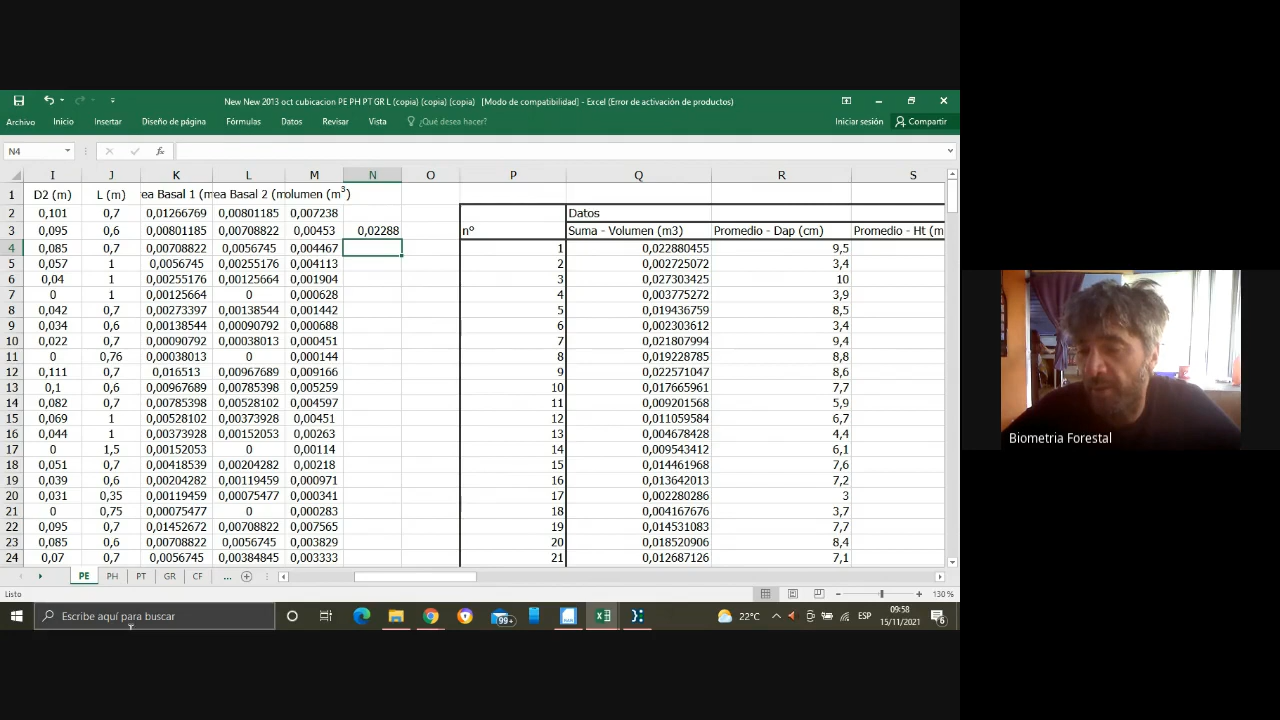 New New 2013 oct cubicacion PE PH PT GR L (copia) (copia) (copia) [Modo de compatibilidad] - Excel (Error de activación de productos)
Archivo Inicio Insertar Diseño de página Fórmulas Datos Revisar Vista ¿Qué desea hacer? Iniciar sesión Compartir
N4 fx
I J K L M N O P Q R S
1 D2 (m) L (m) ea Basal 1 (m ea Basal 2 (m olumen (m3)
2 0,101 0,7 0,01266769 0,00801185 0,007238 Datos
3 0,095 0,6 0,00801185 0,00708822 0,00453 0,02288 n° Suma - Volumen (m3) Promedio - Dap (cm) Promedio - Ht (m
4 0,085 0,7 0,00708822 0,0056745 0,004467 1 0,022880455 9,5
5 0,057 1 0,0056745 0,00255176 0,004113 2 0,002725072 3,4
6 0,04 1 0,00255176 0,00125664 0,001904 3 0,027303425 10
7 0 1 0,00125664 0 0,000628 4 0,003775272 3,9
8 0,042 0,7 0,00273397 0,00138544 0,001442 5 0,019436759 8,5
9 0,034 0,6 0,00138544 0,00090792 0,000688 6 0,002303612 3,4
10 0,022 0,7 0,00090792 0,00038013 0,000451 7 0,021807994 9,4
11 0 0,76 0,00038013 0 0,000144 8 0,019228785 8,8
12 0,111 0,7 0,016513 0,00967689 0,009166 9 0,022571047 8,6
13 0,1 0,6 0,00967689 0,00785398 0,005259 10 0,017665961 7,7
14 0,082 0,7 0,00785398 0,00528102 0,004597 11 0,009201568 5,9
15 0,069 1 0,00528102 0,00373928 0,00451 12 0,011059584 6,7
16 0,044 1 0,00373928 0,00152053 0,00263 13 0,004678428 4,4
17 0 1,5 0,00152053 0 0,00114 14 0,009543412 6,1
18 0,051 0,7 0,00418539 0,00204282 0,00218 15 0,014461968 7,6
19 0,039 0,6 0,00204282 0,00119459 0,000971 16 0,013642013 7,2
20 0,031 0,35 0,00119459 0,00075477 0,000341 17 0,002280286 3
21 0 0,75 0,00075477 0 0,000283 18 0,004167676 3,7
22 0,095 0,7 0,01452672 0,00708822 0,007565 19 0,014531083 7,7
23 0,085 0,6 0,00708822 0,0056745 0,003829 20 0,018520906 8,4
24 0,07 0,7 0,0056745 0,00384845 0,003333 21 0,012687126 7,1
PE PH PT GR CF ...
Listo 130 %
Escribe aquí para buscar 99+ 22°C ESP 09:58
15/11/2021 6
Biometria Forestal